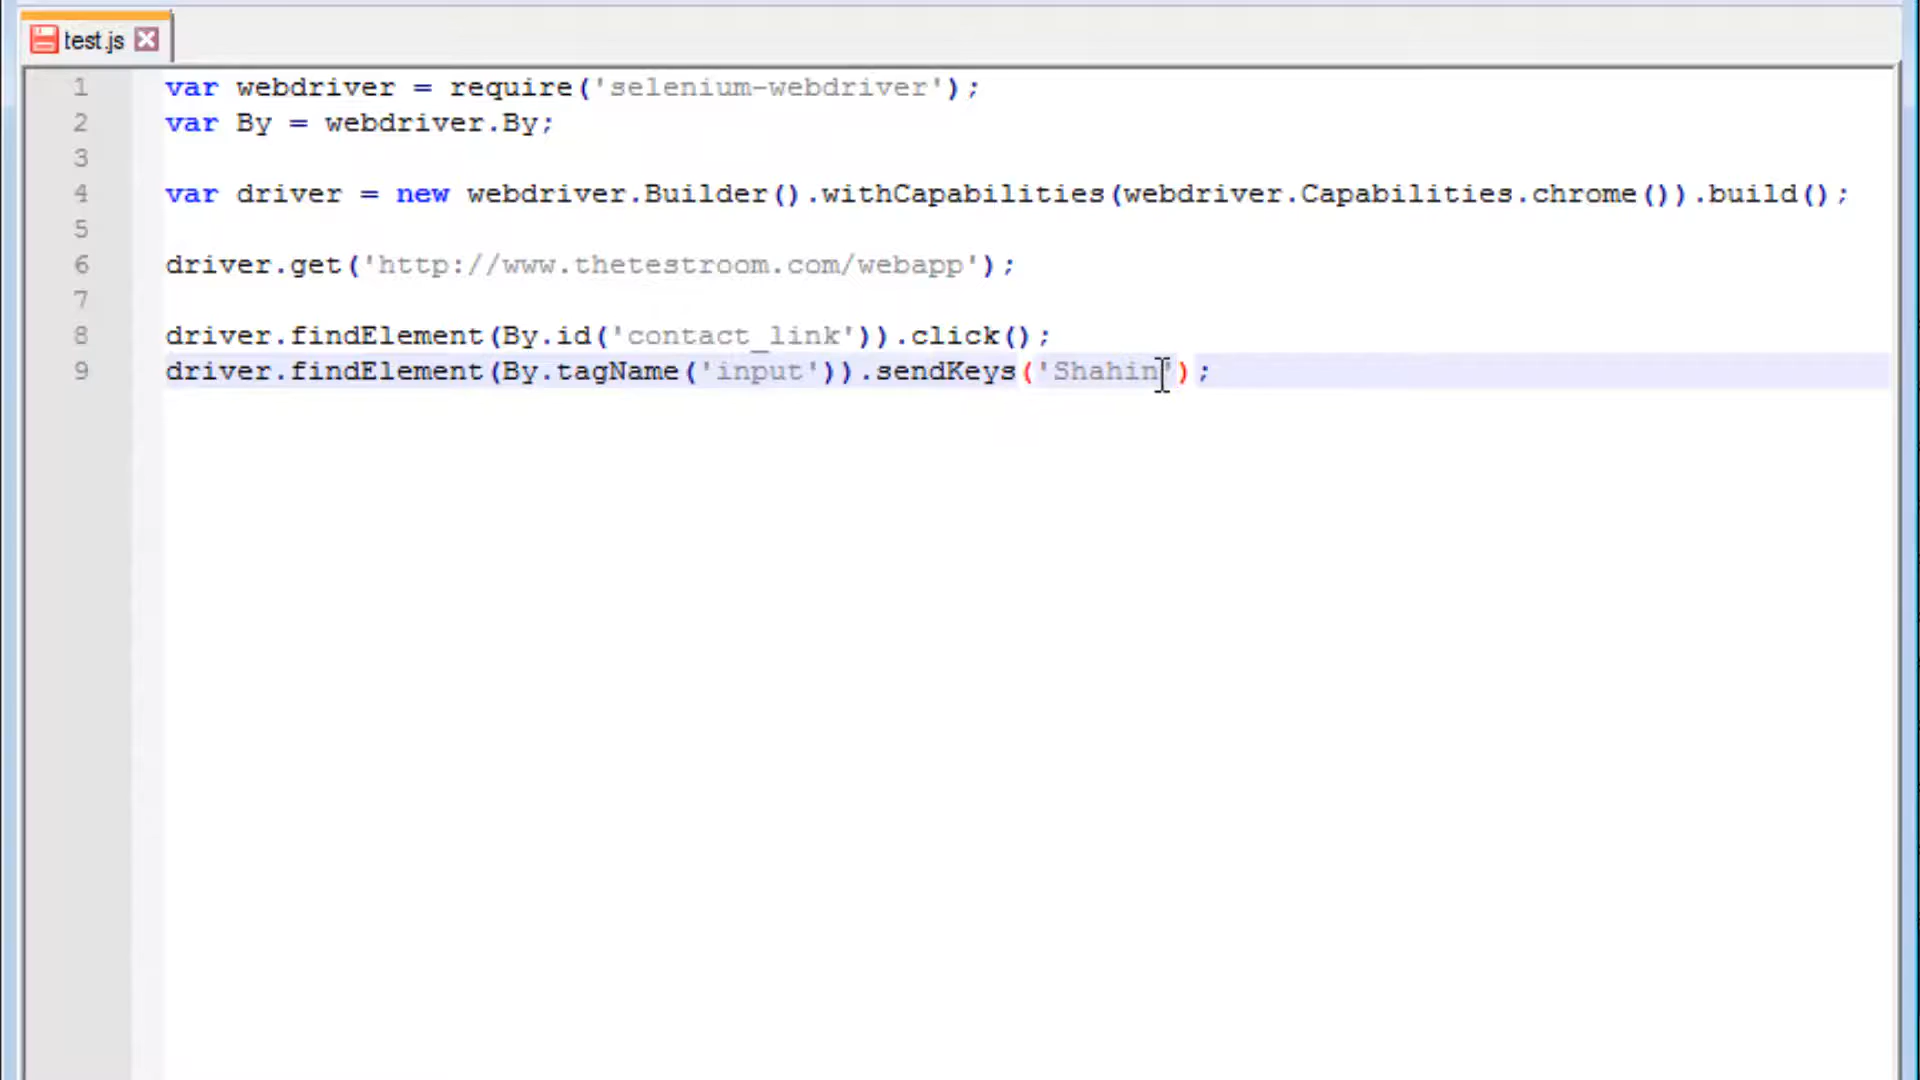 test.js
1 var webdriver = require('selenium-webdriver');
2 var By = webdriver.By;
3
4 var driver = new webdriver.Builder().withCapabilities(webdriver.Capabilities.chrome()).build();
5
6 driver.get('http://www.thetestroom.com/webapp');
7
8 driver.findElement(By.id('contact_link')).click();
9 driver.findElement(By.tagName('input')).sendKeys('Shahin');